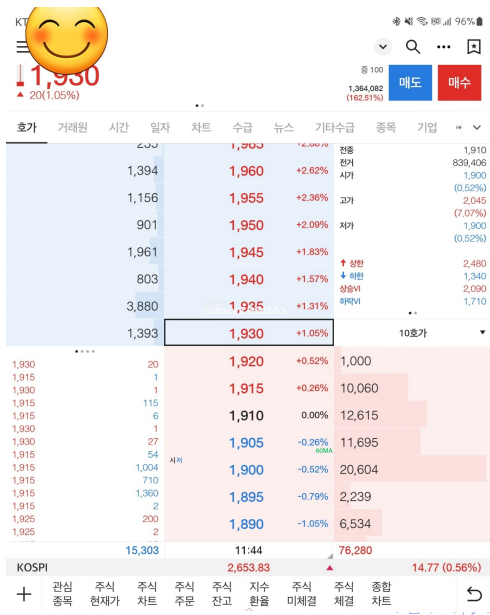 KT
96%
1,930
▲ 20(1.05%)
증 100
1,364,082
(162.51%)
매도
매수
호가 거래원 시간 일자 차트 수급 뉴스 기타수급 종목 기업
1,965
1,394 1,960 +2.62%
1,156 1,955 +2.36%
901 1,950 +2.09%
1,961 1,945 +1.83%
803 1,940 +1.57%
3,880 1,935 +1.31%
1,393 1,930 +1.05%
전종 1,910
전거 839,406
시가 1,900
(0.52%)
고가 2,045
(7.07%)
저가 1,900
(0.52%)
상한 2,480
하한 1,340
상승VI 2,090
하락VI 1,710
10호가
1,920 +0.52% 1,000
1,915 +0.26% 10,060
1,910 0.00% 12,615
1,905 -0.26% 11,695
60MA
시저 1,900 -0.52% 20,604
1,895 -0.79% 2,239
1,890 -1.05% 6,534
1,930 20
1,915 1
1,930 1
1,915 115
1,915 6
1,930 1
1,930 27
1,915 54
1,915 1,004
1,915 710
1,915 1,360
1,915 2
1,925 200
1,925 2
15,303 11:44 76,280
KOSPI 2,653.83 ▲ 14.77 (0.56%)
관심 주식 주식 주식 주식 지수 주식 주식 종합
종목 현재가 차트 주문 잔고 환율 미체결 체결 차트